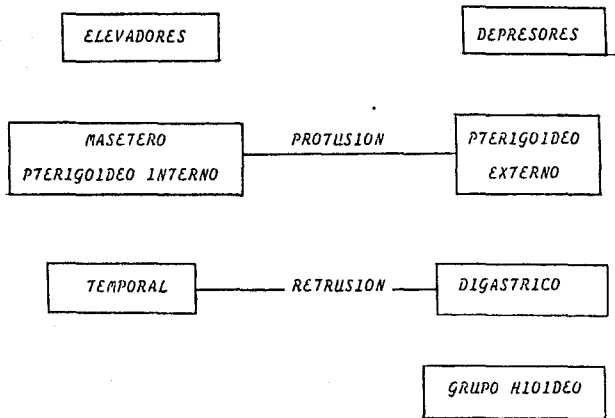 ELEVADORES
DEPRESORES
MASETERO
PTERIGOIDEO INTERNO
PROTUSION
PTERIGOIDEO
EXTERNO
TEMPORAL
RETRUSION
DIGASTRICO
GRUPO HIOIDEO